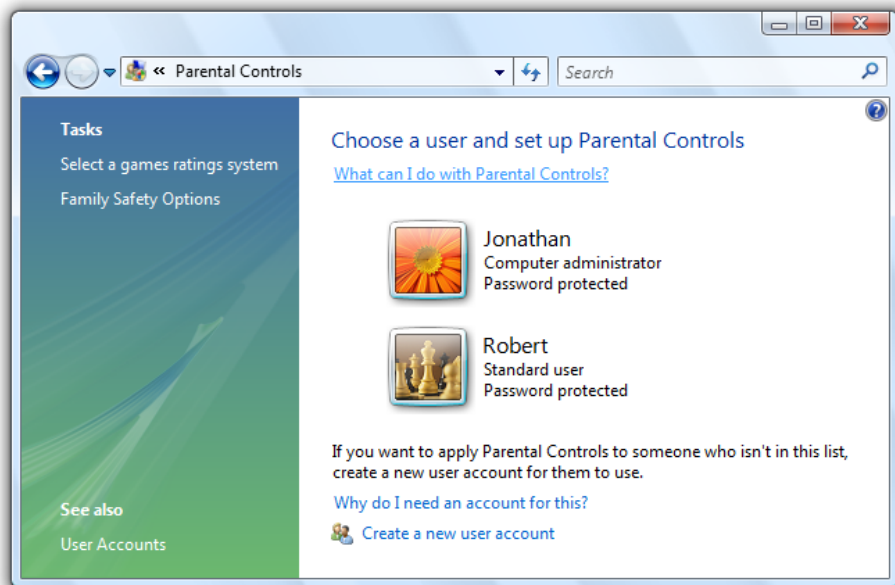 « Parental Controls
Search
Tasks
Select a games ratings system
Family Safety Options
See also
User Accounts
Choose a user and set up Parental Controls
What can I do with Parental Controls?
Jonathan
Computer administrator
Password protected
Robert
Standard user
Password protected
If you want to apply Parental Controls to someone who isn't in this list,
create a new user account for them to use.
Why do I need an account for this?
Create a new user account